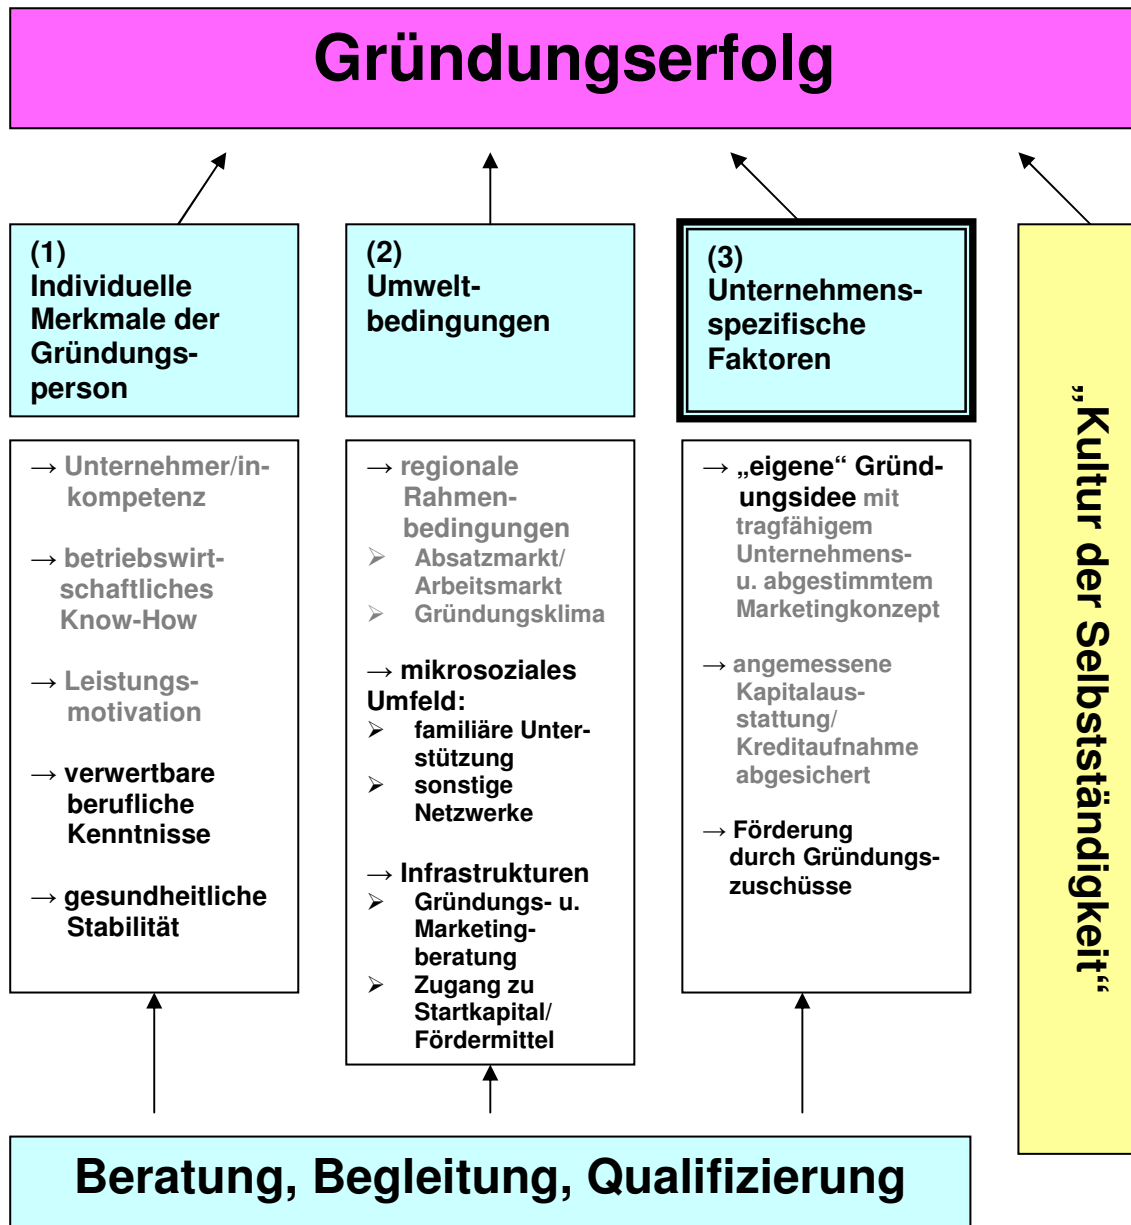 Gründungserfolg
(1)
Individuelle
Merkmale der
Gründungs-
person
(2)
Umwelt-
bedingungen
(3)
Unternehmens-
spezifische
Faktoren
→ Unternehmer/in-
kompetenz
→ betriebswirt-
schaftliches
Know-How
→ Leistungs-
motivation
→ verwertbare
berufliche
Kenntnisse
→ gesundheitliche
Stabilität
→ regionale
Rahmen-
bedingungen
➢ Absatzmarkt/
Arbeitsmarkt
➢ Gründungsklima
→ mikrosoziales
Umfeld:
➢ familiäre Unter-
stützung
➢ sonstige
Netzwerke
→ Infrastrukturen
➢ Gründungs- u.
Marketing-
beratung
➢ Zugang zu
Startkapital/
Fördermittel
→ „eigene“ Gründ-
ungsidee mit
tragfähigem
Unternehmens-
u. abgestimmtem
Marketingkonzept
→ angemessene
Kapitalaus-
stattung/
Kreditaufnahme
abgesichert
→ Förderung
durch Gründungs-
zuschüsse
„Kultur der Selbstständigkeit“
Beratung, Begleitung, Qualifizierung